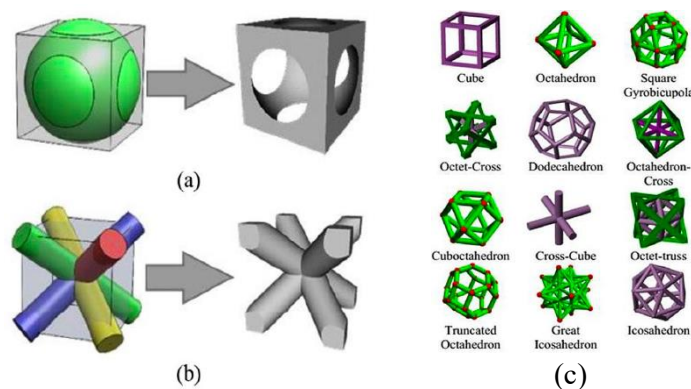 (a)
(b)
Cube
Octahedron
Square
Gyrobicupola
Octet-Cross
Dodecahedron
Octahedron-
Cross
Cuboctahedron
Cross-Cube
Octet-truss
Truncated
Octahedron
Great
Icosahedron
Icosahedron
(c)